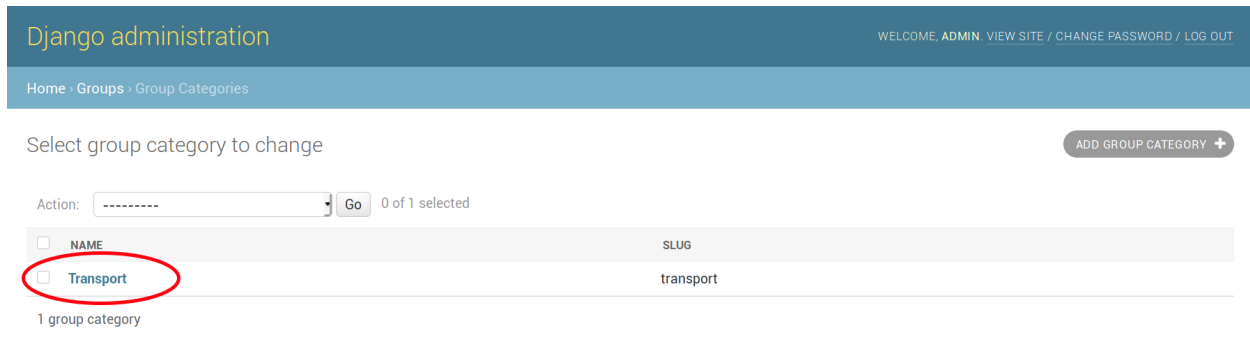 Django administration
WELCOME, ADMIN. VIEW SITE / CHANGE PASSWORD / LOG OUT
Home › Groups › Group Categories
Select group category to change
ADD GROUP CATEGORY +
Action: --------- Go 0 of 1 selected
NAME SLUG
Transport transport
1 group category